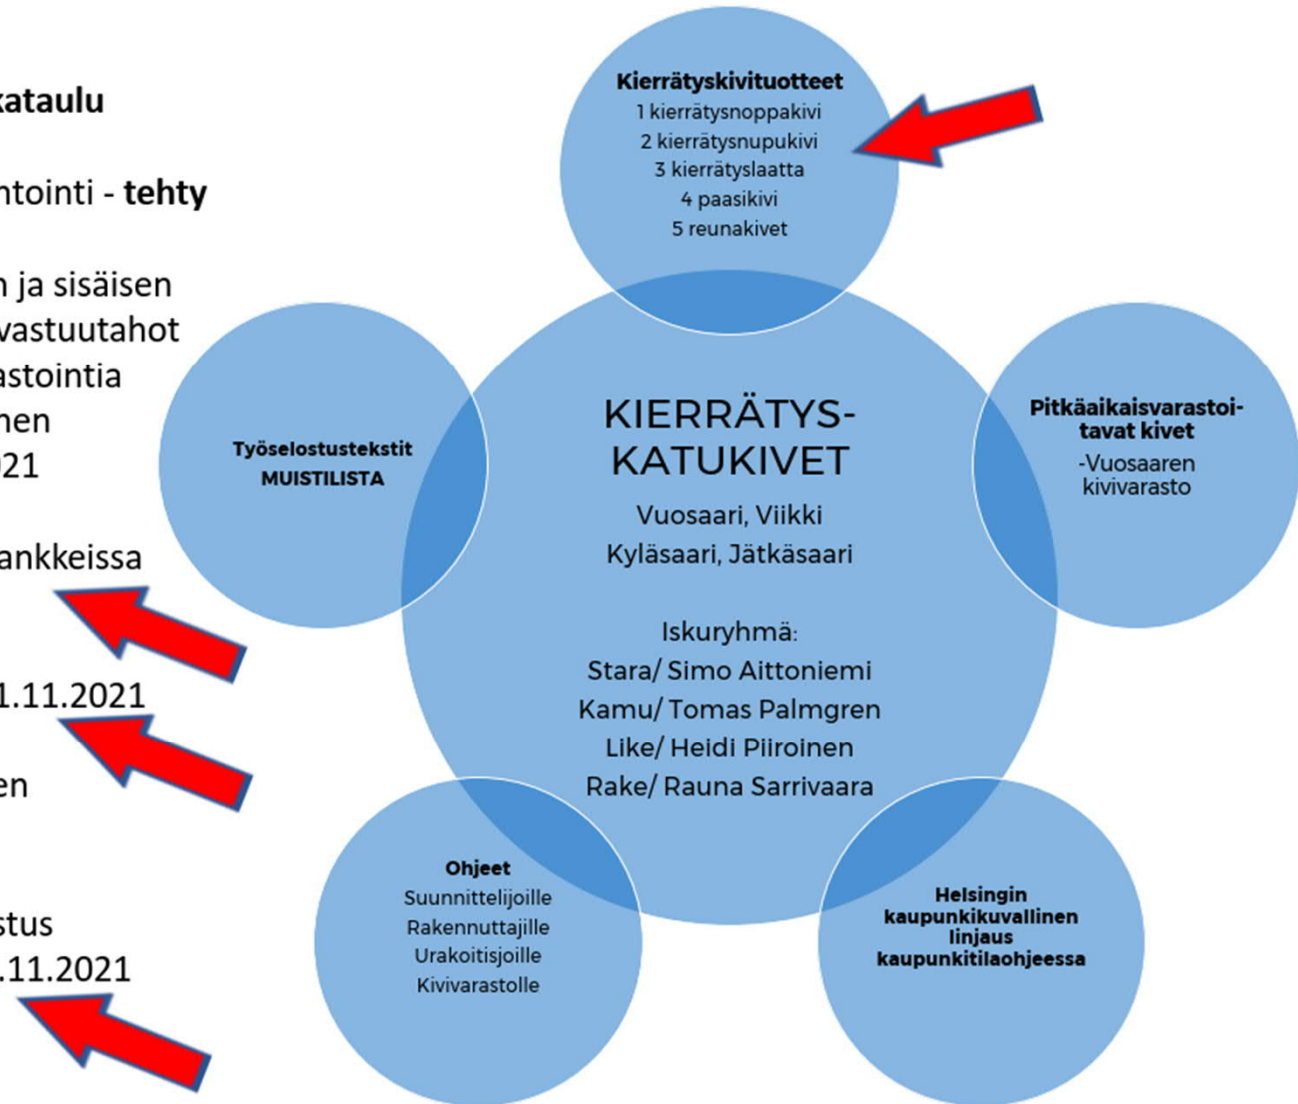 kataulu
ntointi - tehty
n ja sisäisen
vastuutahot
astointia
nen
021
ankkeissa
1.11.2021
en
stus
.11.2021
Kierrätyskivituotteet
1 kierrätysnoppakivi
2 kierrätysnupukivi
3 kierrätyslaatta
4 paasikivi
5 reunakivet
Työselostustekstit
MUISTILISTA
KIERRÄTYS-
KATUKIVET
Vuosaari, Viikki
Kyläsaari, Jätkäsaari
Iskuryhmä:
Stara/ Simo Aittoniemi
Kamu/ Tomas Palmgren
Like/ Heidi Piiroinen
Rake/ Rauna Sarrivaara
Pitkäaikaisvarastoi-
tavat kivet
-Vuosaaren
kivivarasto
Ohjeet
Suunnittelijoille
Rakennuttajille
Urakoitisjoille
Kivivarastolle
Helsingin
kaupunkikuvallinen
linjaus
kaupunkitilaohjeessa